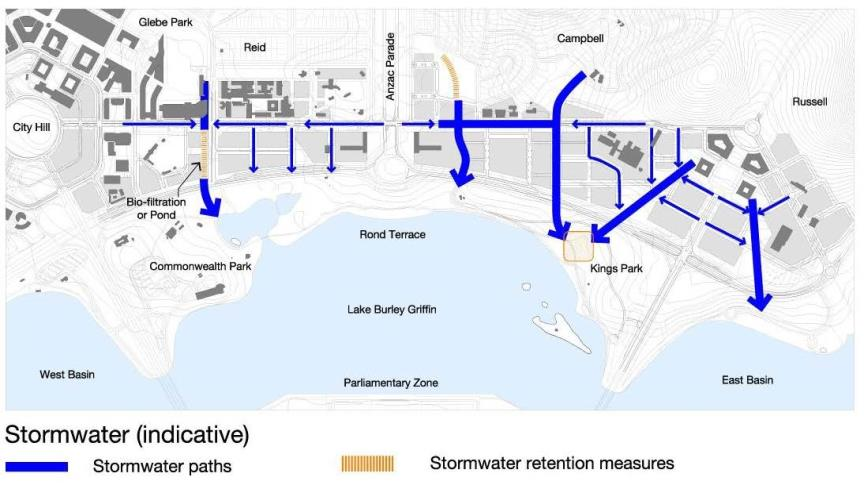 Glebe Park
Reid
Anzac Parade
Campbell
Russell
City Hill
Bio-filtration
or Pond
Rond Terrace
Commonwealth Park
Kings Park
Lake Burley Griffin
West Basin
Parliamentary Zone
East Basin
Stormwater (indicative)
Stormwater paths
Stormwater retention measures